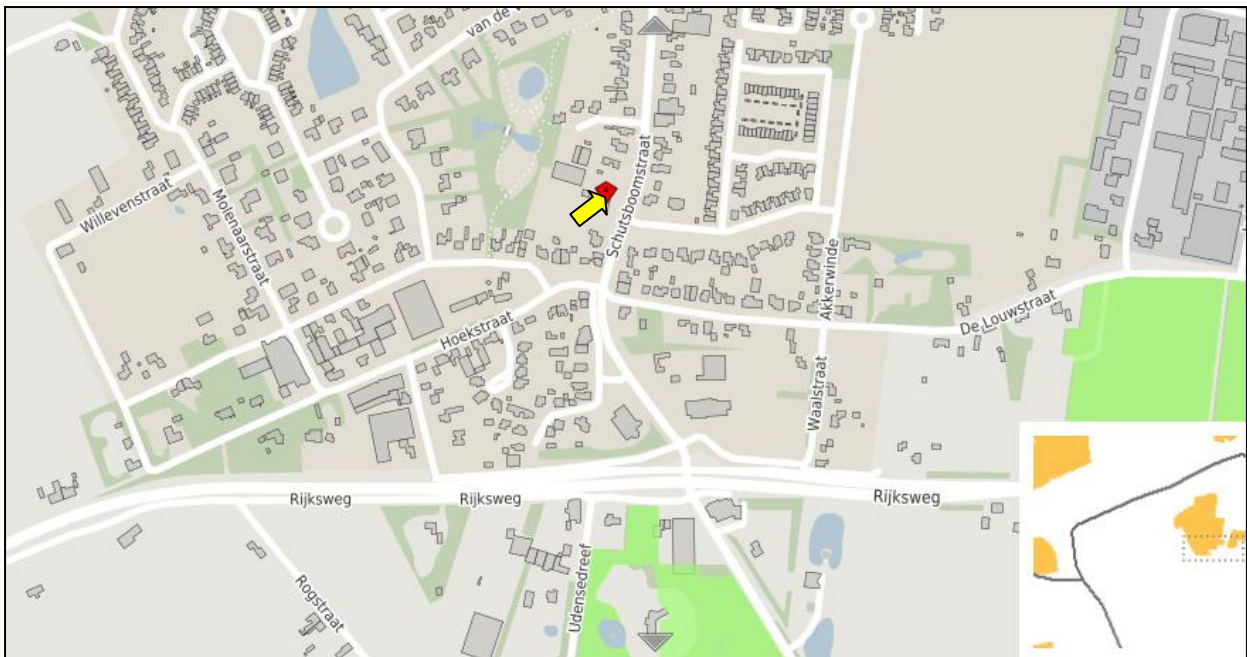 van de
Schutsboomstraat
Willevenstraat
Molenaarstraat
Akkerwinde
De Louwstraat
Hoekstraat
Waalstraat
Rijksweg
Rijksweg
Rijksweg
Rogstraat
Udensedreef